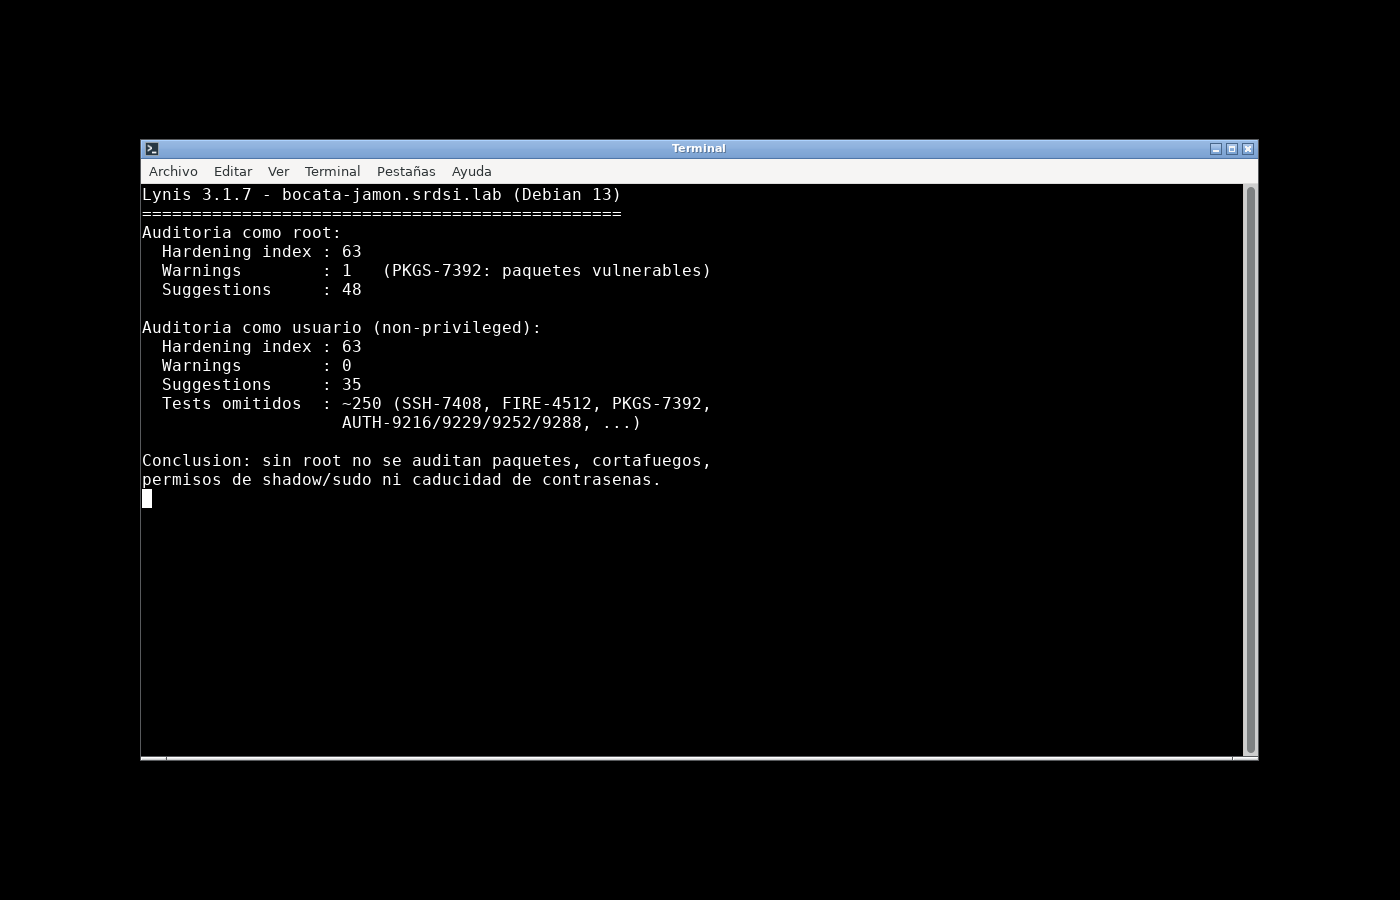 Terminal
Archivo Editar Ver Terminal Pestañas Ayuda
Lynis 3.1.7 - bocata-jamon.srdsi.lab (Debian 13)
================================================
Auditoria como root:
  Hardening index : 63
  Warnings        : 1   (PKGS-7392: paquetes vulnerables)
  Suggestions     : 48

Auditoria como usuario (non-privileged):
  Hardening index : 63
  Warnings        : 0
  Suggestions     : 35
  Tests omitidos  : ~250 (SSH-7408, FIRE-4512, PKGS-7392,
                    AUTH-9216/9229/9252/9288, ...)

Conclusion: sin root no se auditan paquetes, cortafuegos,
permisos de shadow/sudo ni caducidad de contrasenas.